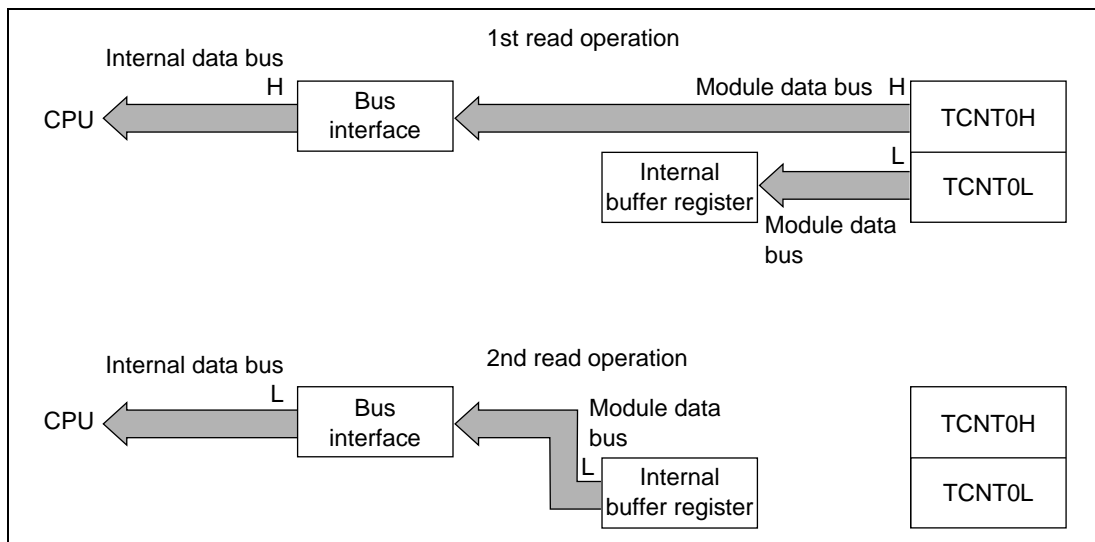 1st read operation
Internal data bus
H
Module data bus H
CPU
Bus
interface
TCNT0H
L
Internal
buffer register
TCNT0L
Module data
bus
2nd read operation
Internal data bus
L
CPU
Bus
interface
Module data
bus
TCNT0H
L
Internal
buffer register
TCNT0L